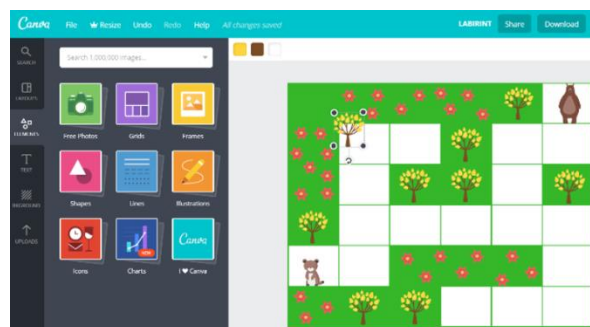 Canva File Resize Undo Redo Help All changes saved LABIRINT Share Download
SEARCH
Search 1,000,000 images...
LAYOUTS
ELEMENTS
Free Photos Grids Frames
TEXT
Shapes Lines Illustrations
BACKGROUND
UPLOADS
Canva
NEW
Icons Charts I ♥ Canva